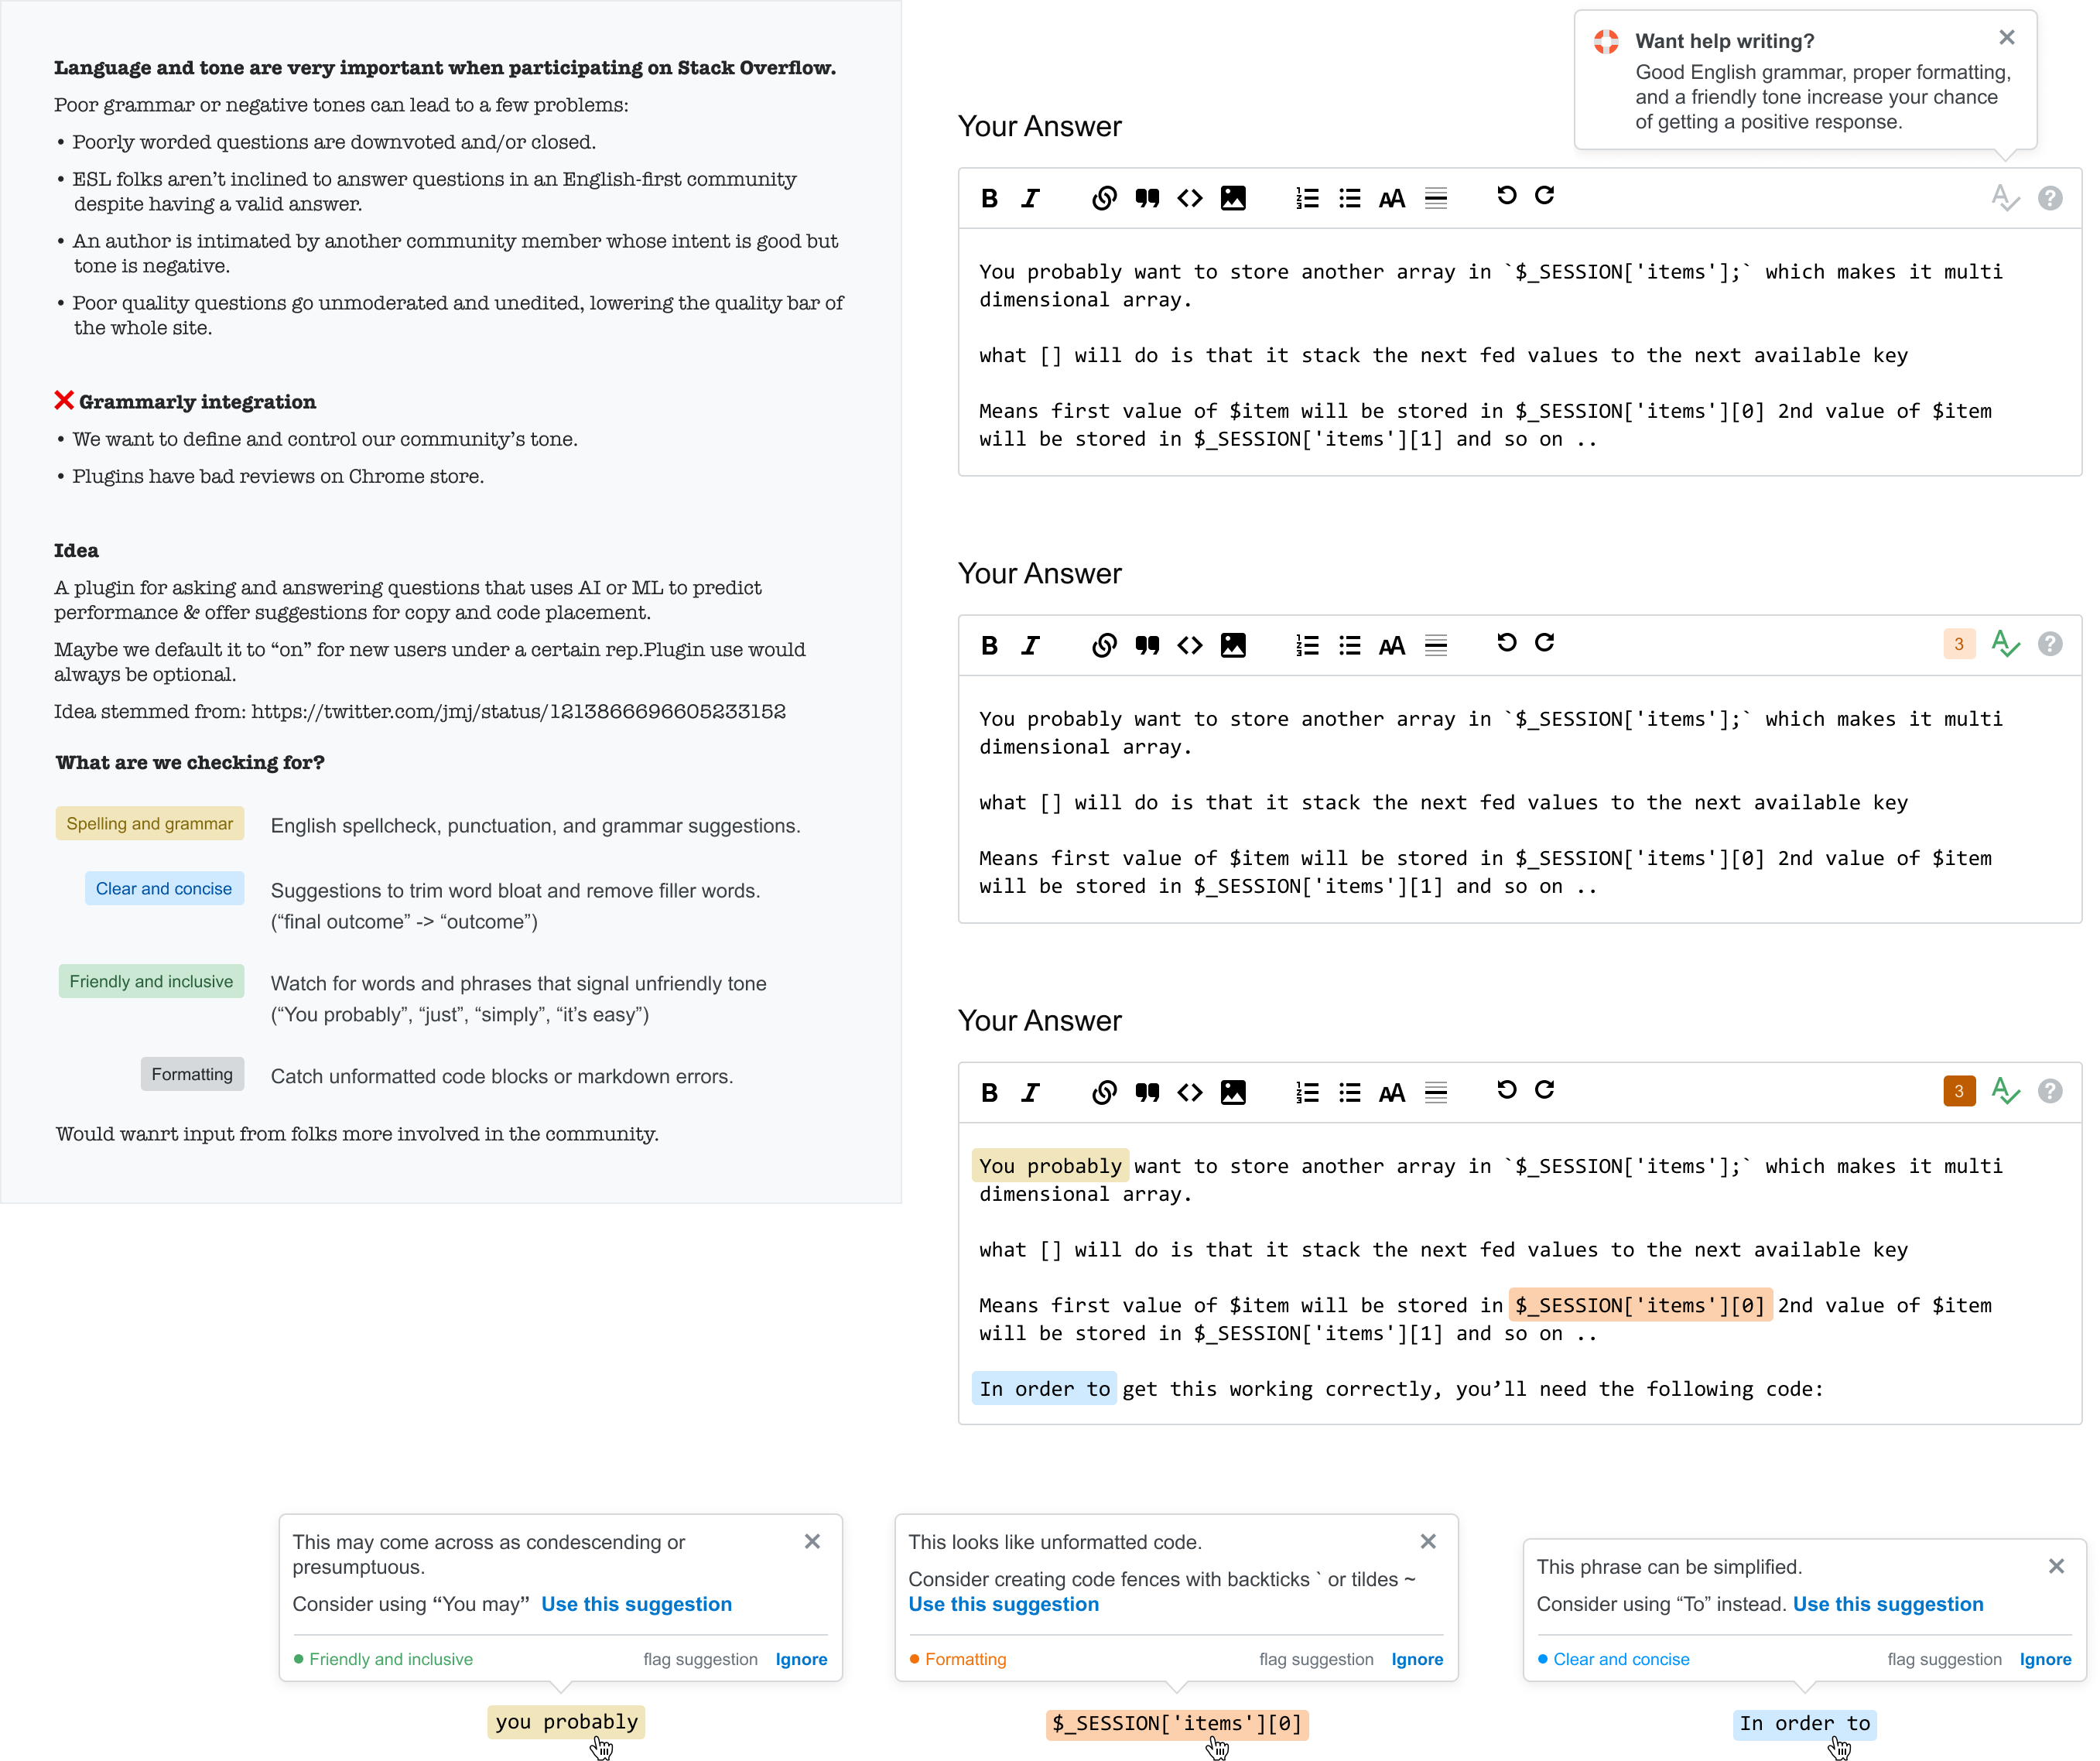 Language and tone are very important when participating on Stack Overflow.
Poor grammar or negative tones can lead to a few problems:
• Poorly worded questions are downvoted and/or closed.
• ESL folks aren’t inclined to answer questions in an English-first community
despite having a valid answer.
• An author is intimated by another community member whose intent is good but
tone is negative.
• Poor quality questions go unmoderated and unedited, lowering the quality bar of
the whole site.
❌ Grammarly integration
• We want to define and control our community’s tone.
• Plugins have bad reviews on Chrome store.
Idea
A plugin for asking and answering questions that uses AI or ML to predict
performance & offer suggestions for copy and code placement.
Maybe we default it to “on” for new users under a certain rep.Plugin use would
always be optional.
Idea stemmed from: https://twitter.com/jmj/status/1213866696605233152
What are we checking for?
Spelling and grammar English spellcheck, punctuation, and grammar suggestions.
Clear and concise Suggestions to trim word bloat and remove filler words.
(“final outcome” -> “outcome”)
Friendly and inclusive Watch for words and phrases that signal unfriendly tone
(“You probably”, “just”, “simply”, “it’s easy”)
Formatting Catch unformatted code blocks or markdown errors.
Would wanrt input from folks more involved in the community.
Want help writing?
Good English grammar, proper formatting,
and a friendly tone increase your chance
of getting a positive response.
Your Answer
B I AA ?
You probably want to store another array in `$_SESSION['items'];` which makes it multi
dimensional array.
what [] will do is that it stack the next fed values to the next available key
Means first value of $item will be stored in $_SESSION['items'][0] 2nd value of $item
will be stored in $_SESSION['items'][1] and so on ..
Your Answer
B I AA 3 ?
You probably want to store another array in `$_SESSION['items'];` which makes it multi
dimensional array.
what [] will do is that it stack the next fed values to the next available key
Means first value of $item will be stored in $_SESSION['items'][0] 2nd value of $item
will be stored in $_SESSION['items'][1] and so on ..
Your Answer
B I AA 3 ?
You probably want to store another array in `$_SESSION['items'];` which makes it multi
dimensional array.
what [] will do is that it stack the next fed values to the next available key
Means first value of $item will be stored in $_SESSION['items'][0] 2nd value of $item
will be stored in $_SESSION['items'][1] and so on ..
In order to get this working correctly, you’ll need the following code:
This may come across as condescending or
presumptuous.
Consider using “You may” Use this suggestion
Friendly and inclusive flag suggestion Ignore
you probably
This looks like unformatted code.
Consider creating code fences with backticks ` or tildes ~
Use this suggestion
Formatting flag suggestion Ignore
$_SESSION['items'][0]
This phrase can be simplified.
Consider using “To” instead. Use this suggestion
Clear and concise flag suggestion Ignore
In order to